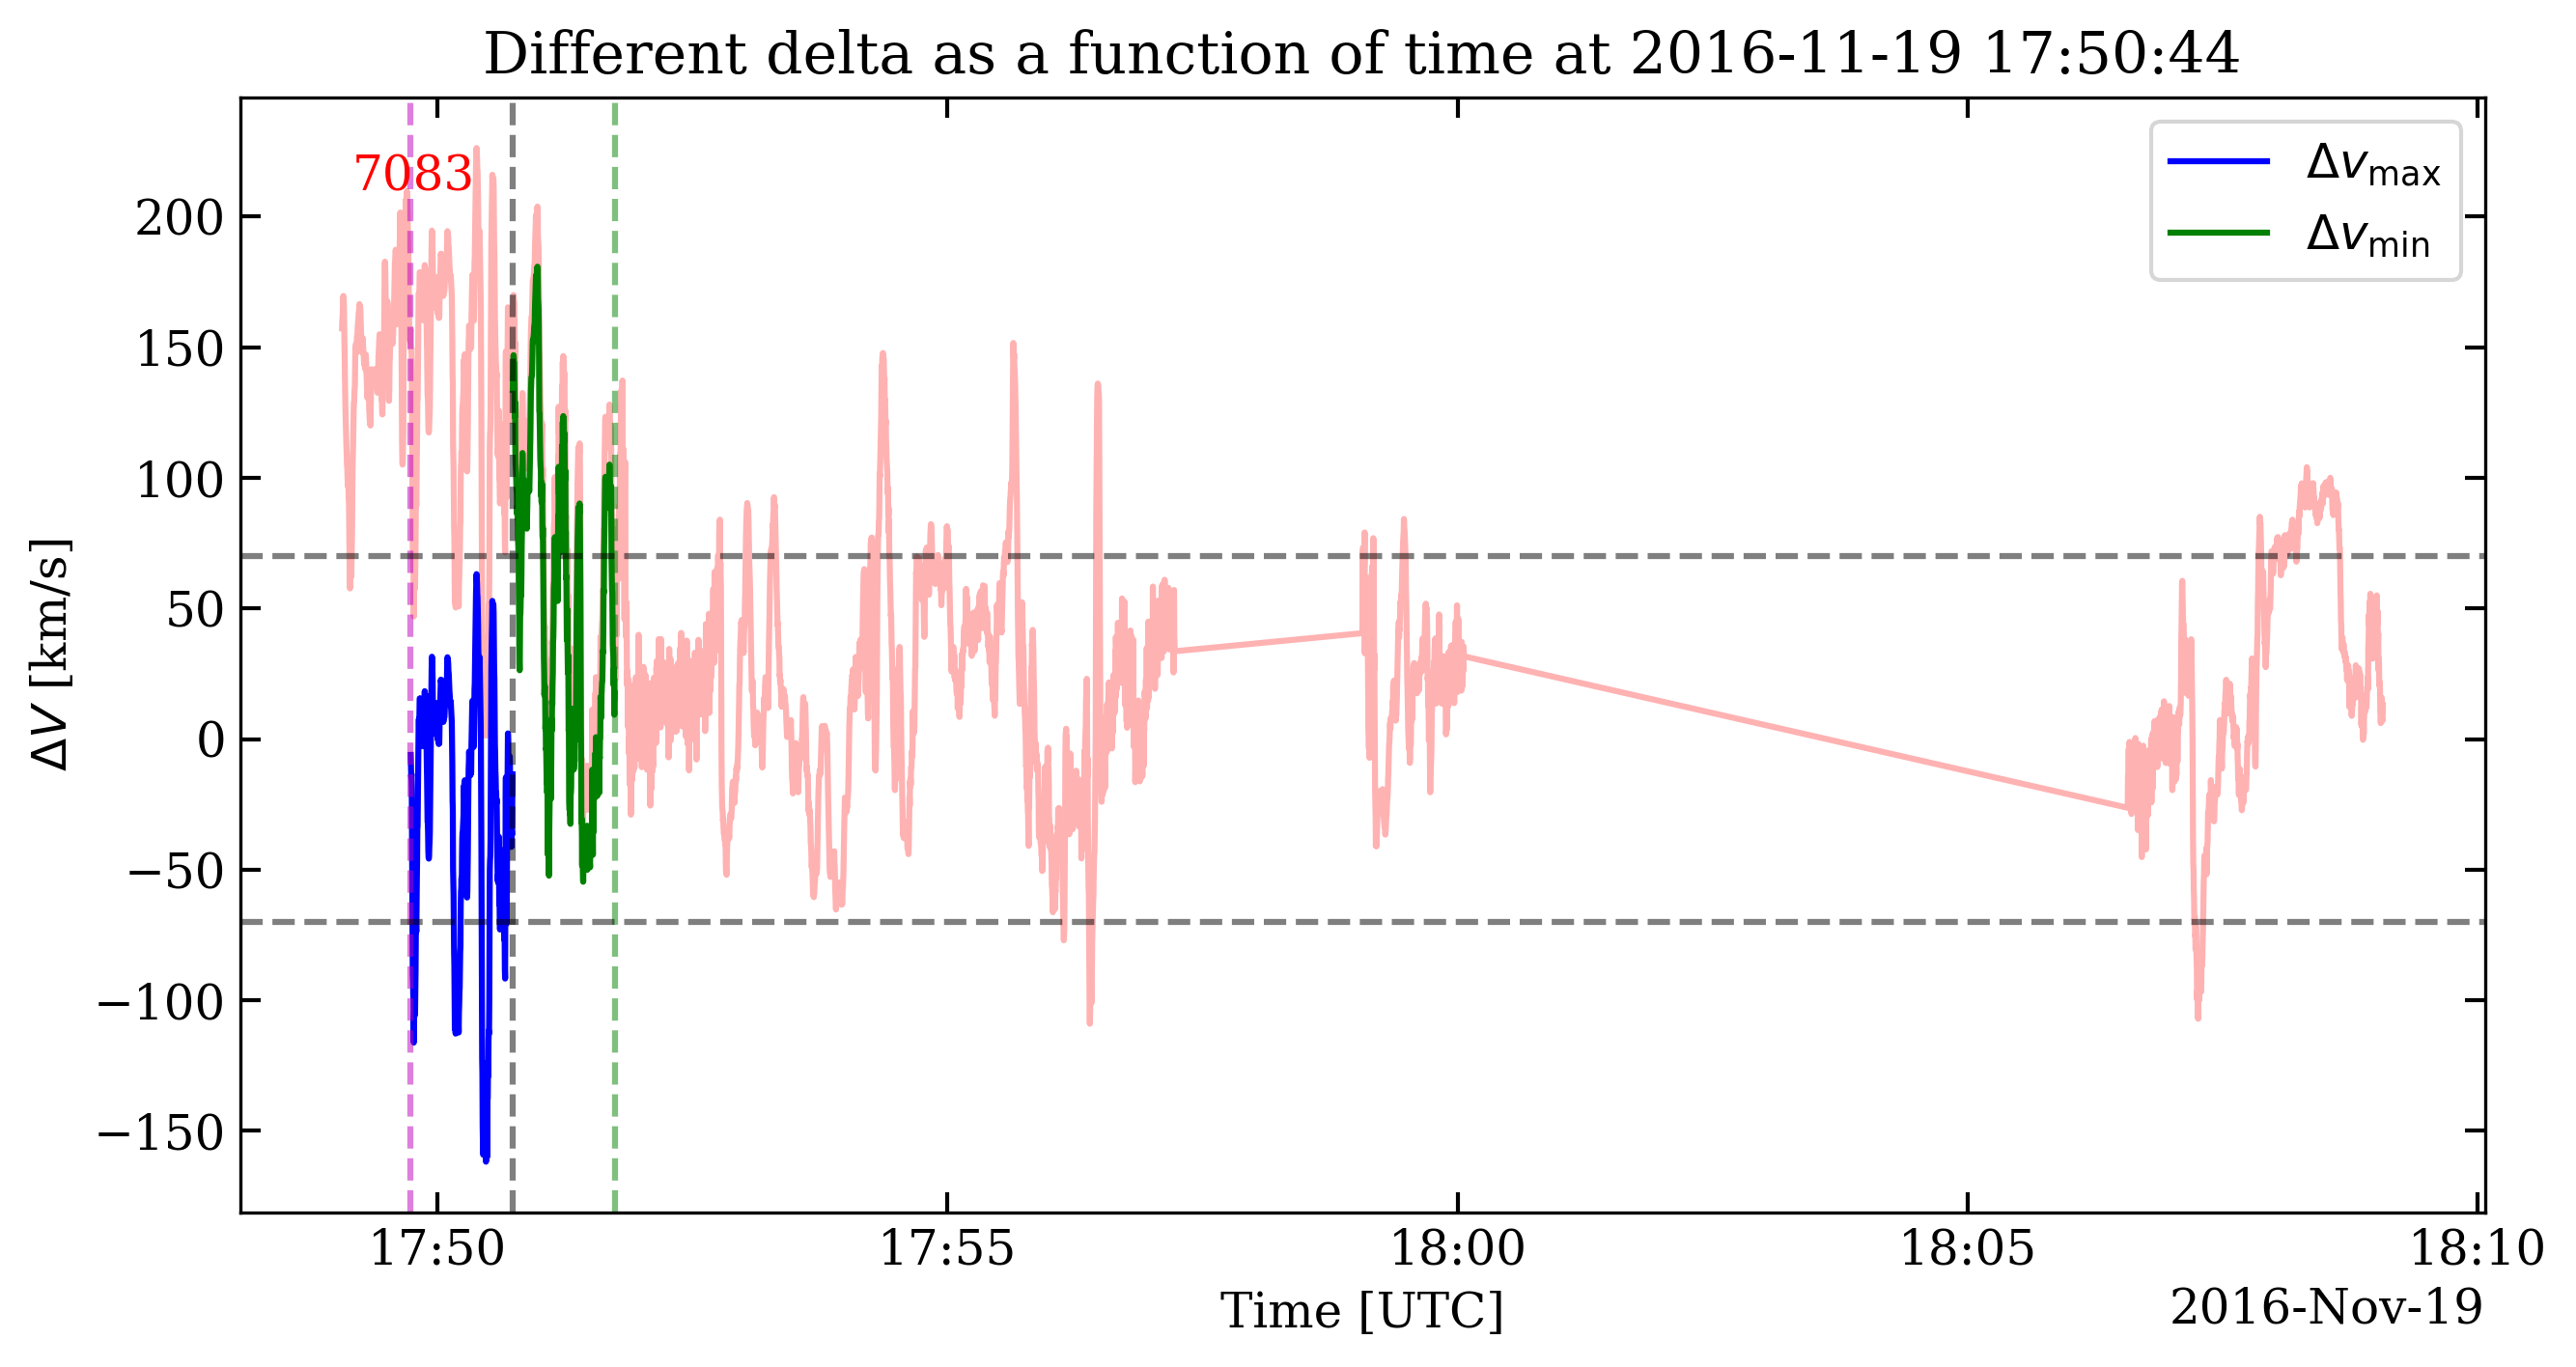 Different delta as a function of time at 2016-11-19 17:50:44
7083
Δv_max
Δv_min
200
150
100
50
0
−50
−100
−150
ΔV [km/s]
17:50 17:55 18:00 18:05 18:10
Time [UTC]
2016-Nov-19